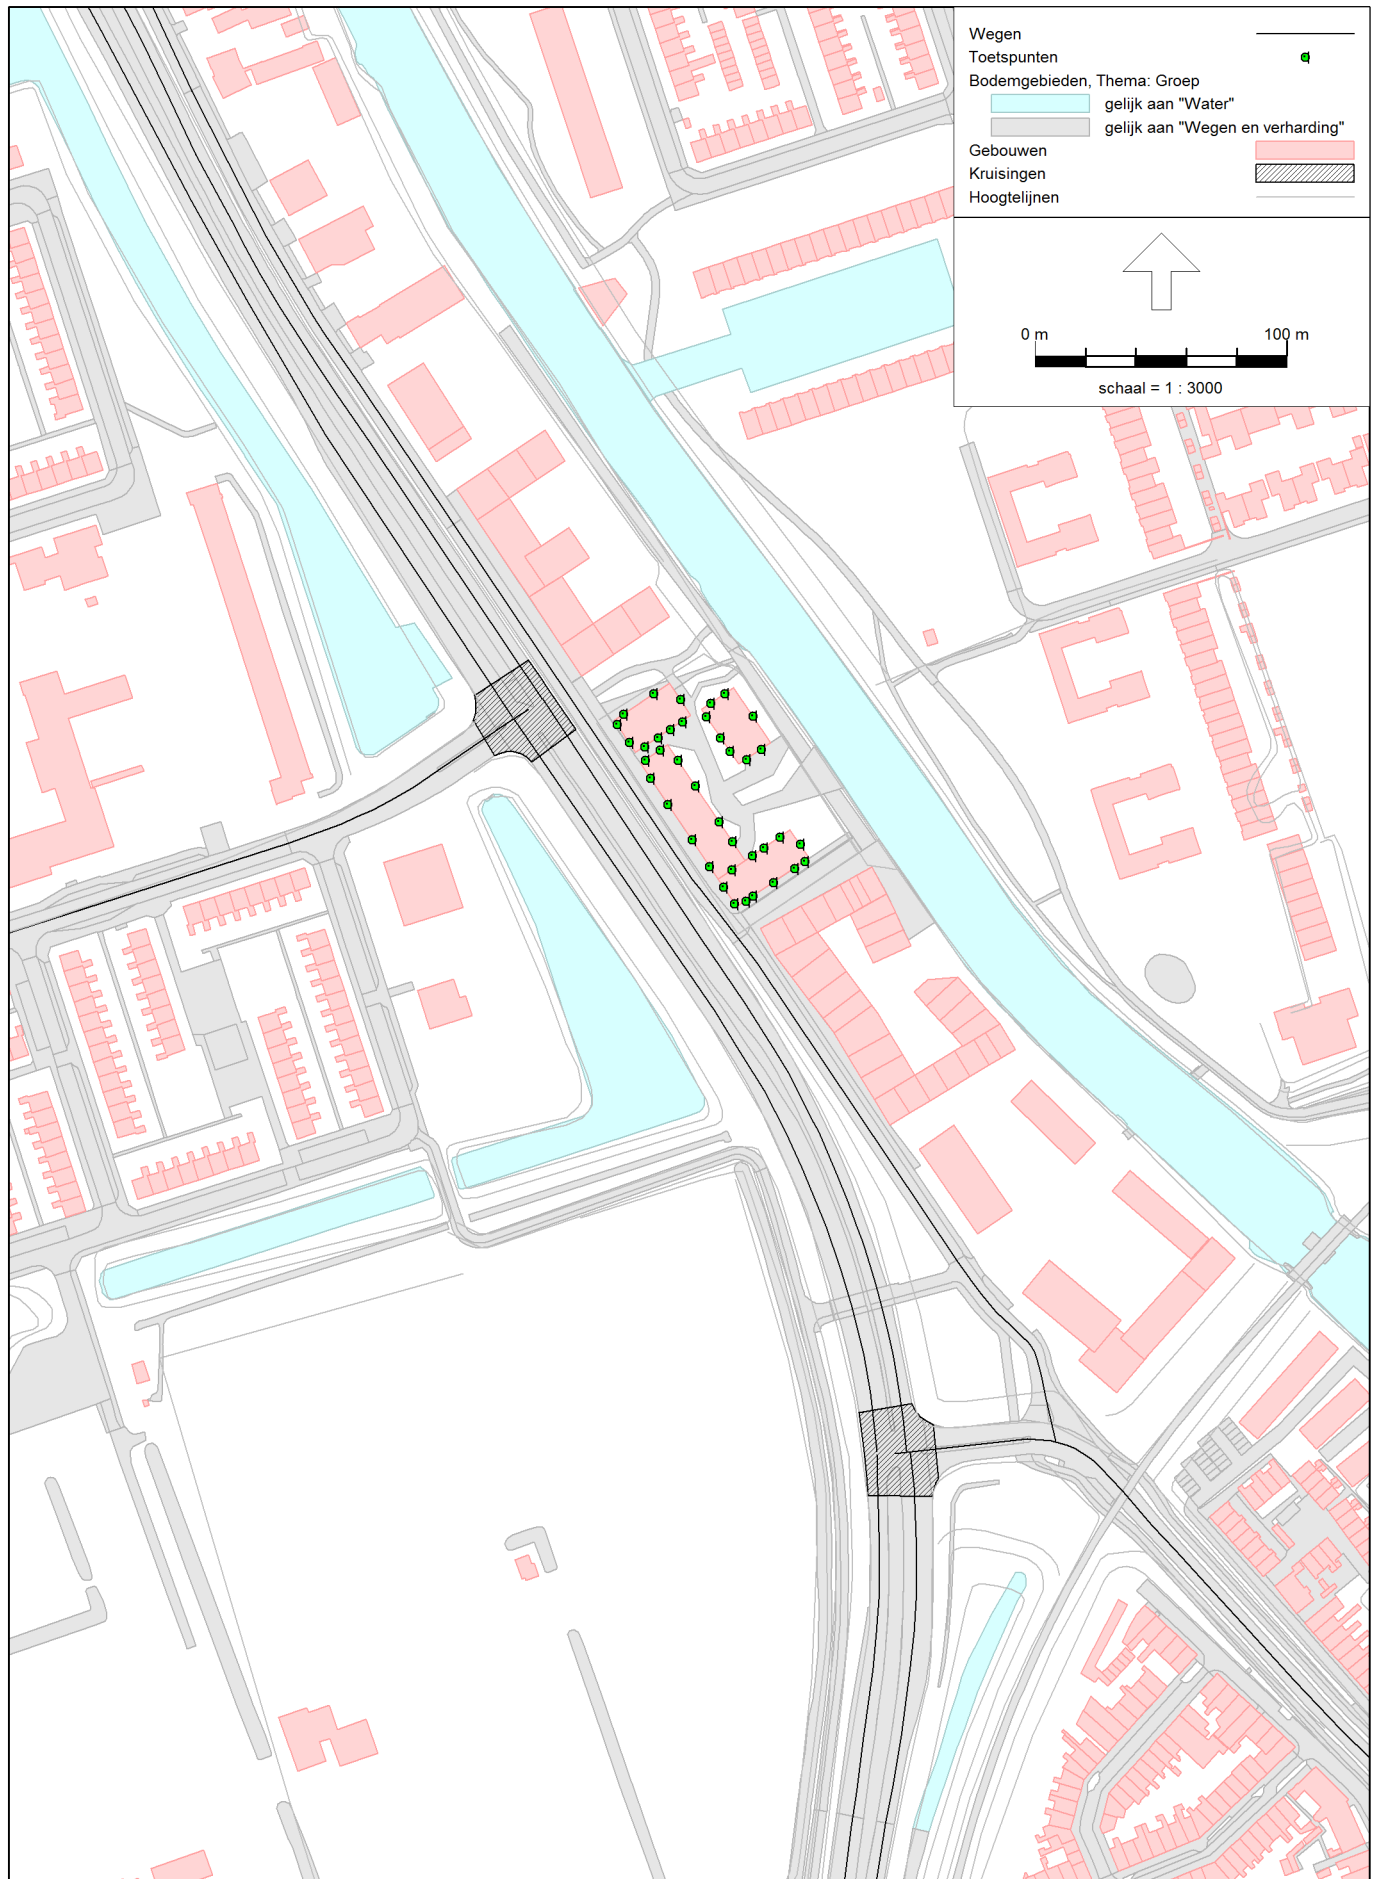 Wegen
Toetspunten
Bodemgebieden, Thema: Groep
gelijk aan "Water"
gelijk aan "Wegen en verharding"
Gebouwen
Kruisingen
Hoogtelijnen
0 m 100 m
schaal = 1 : 3000